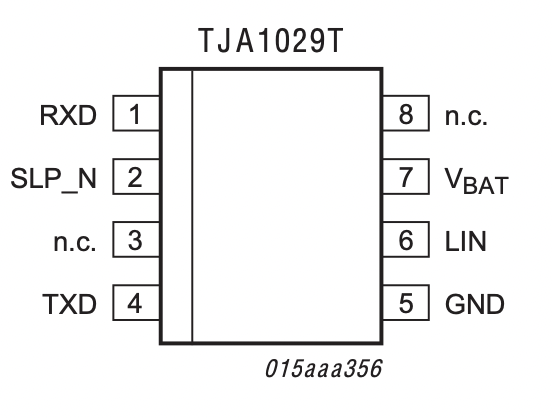 TJA1029T
RXD 1 8 n.c.
SLP_N 2 7 VBAT
n.c. 3 6 LIN
TXD 4 5 GND
015aaa356